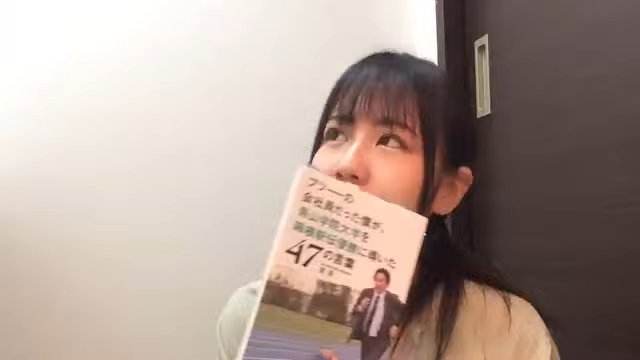 フツーの
会社員だった僕が、
青山学院大学を
箱根駅伝優勝に導いた
47の言葉